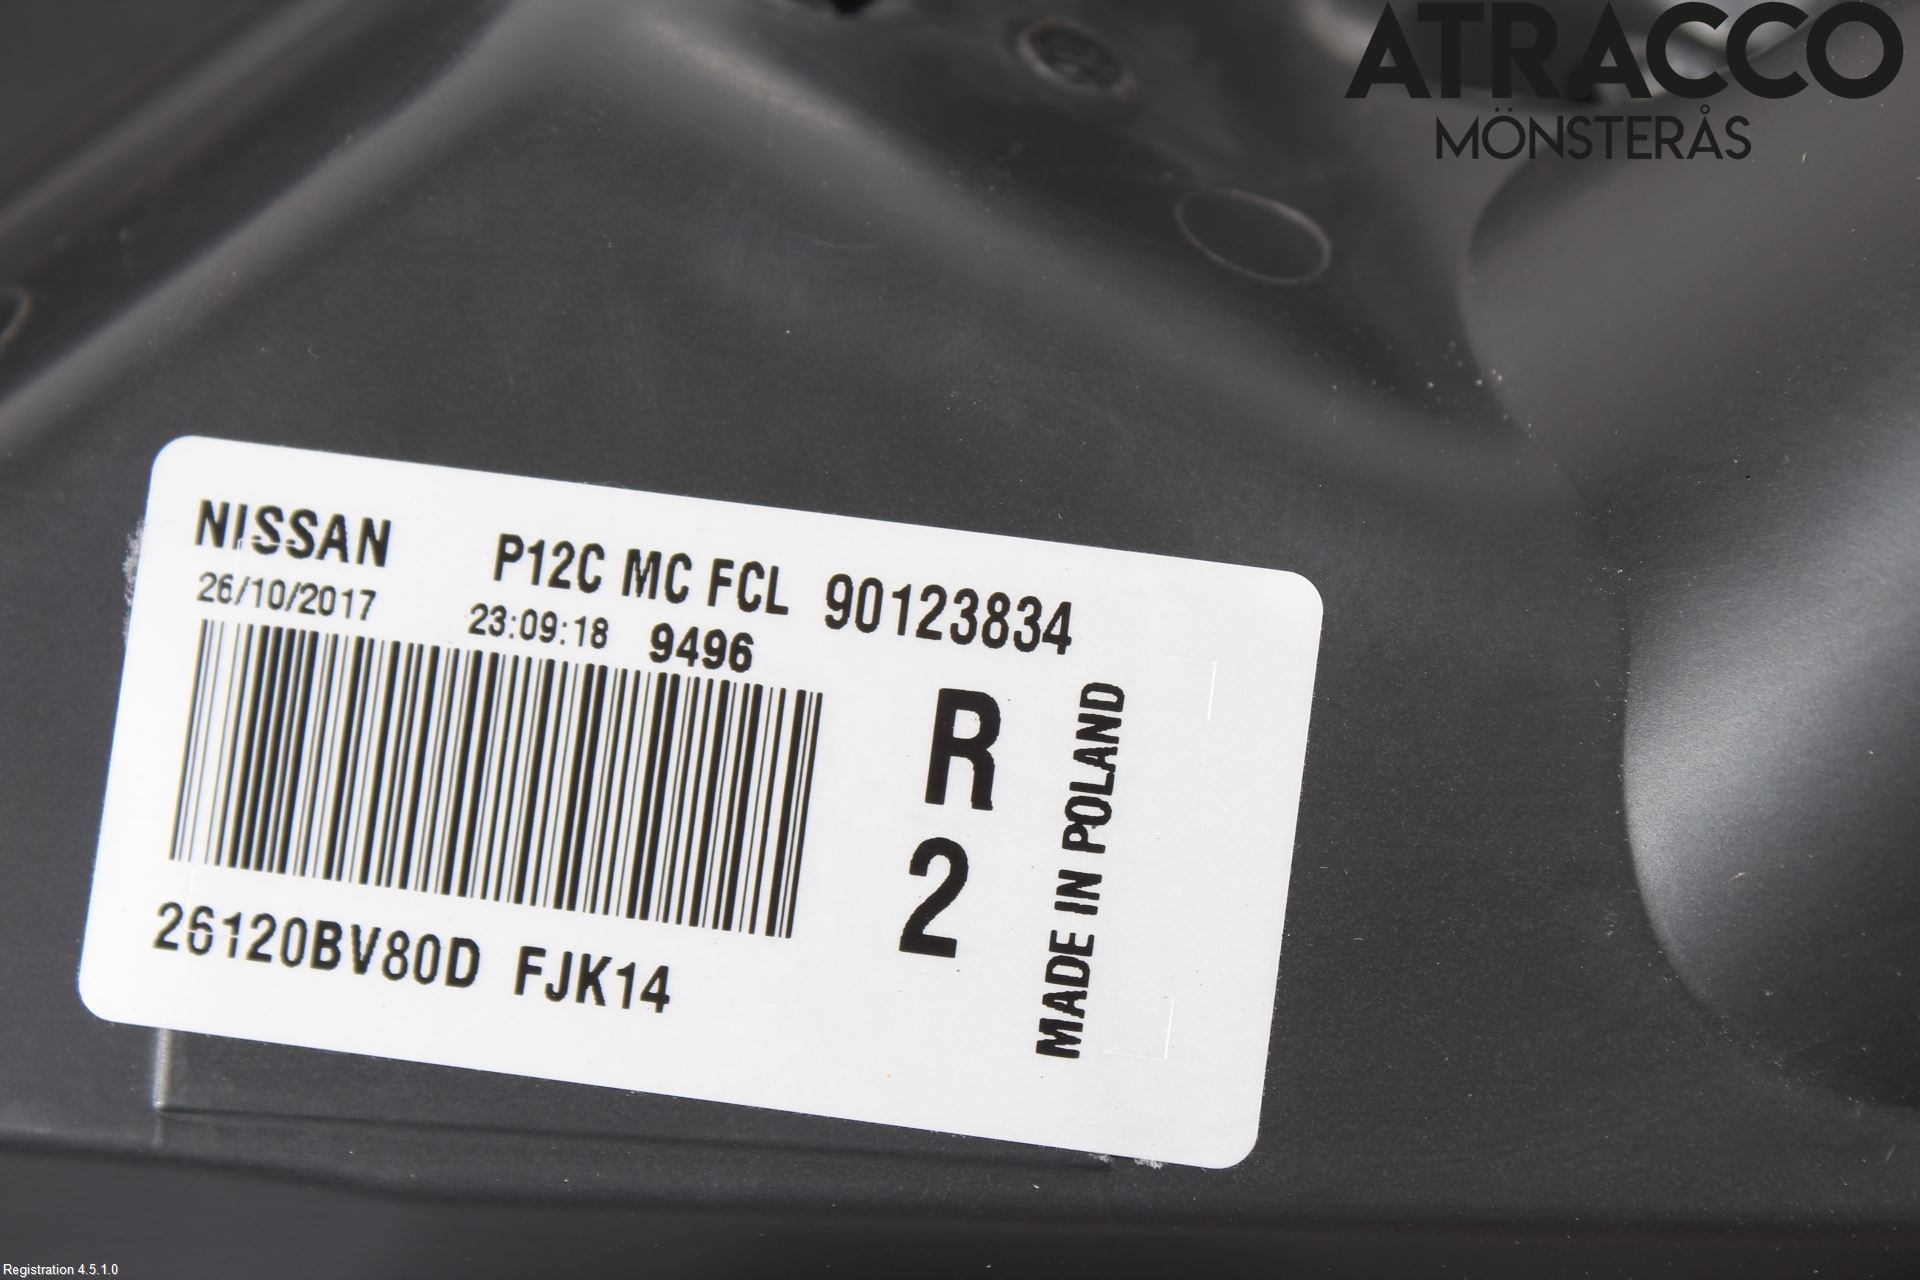 ATRACCO
MÖNSTERÅS
NISSAN P12C MC FCL 90123834
26/10/2017 23:09:18 9496
R
2
MADE IN POLAND
26120BV80D FJK14
Registration 4.5.1.0